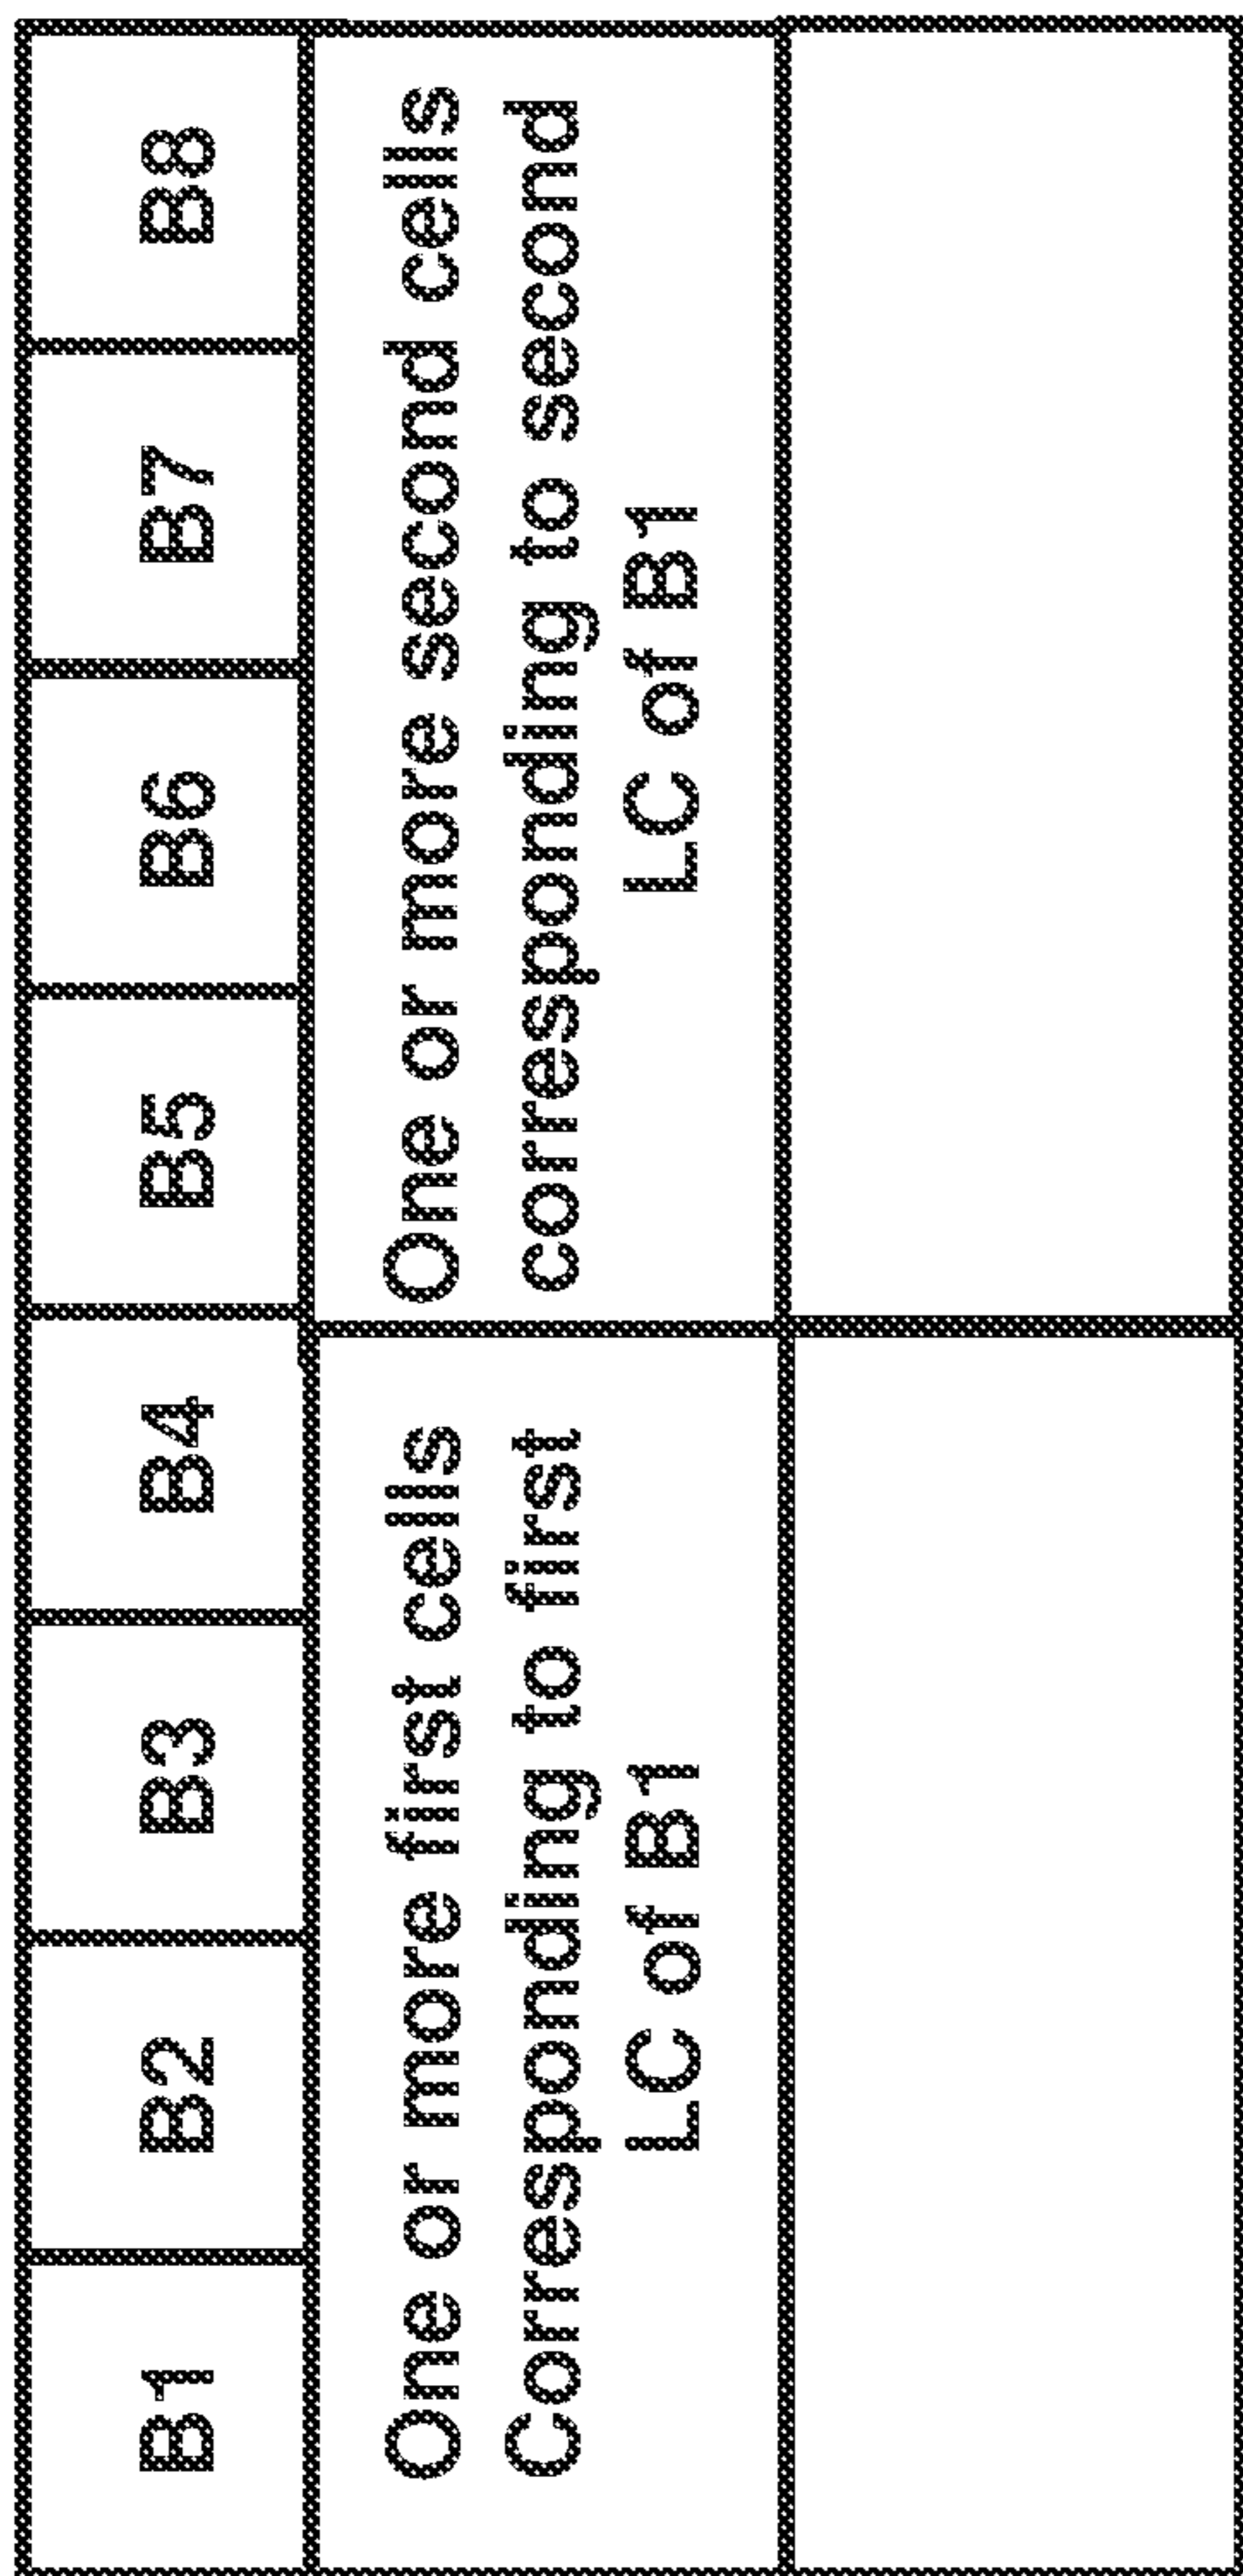 B1 B2 B3 B4 B5 B6 B7 B8
One or more first cells
Corresponding to first
LC of B1
One or more second cells
corresponding to second
LC of B1